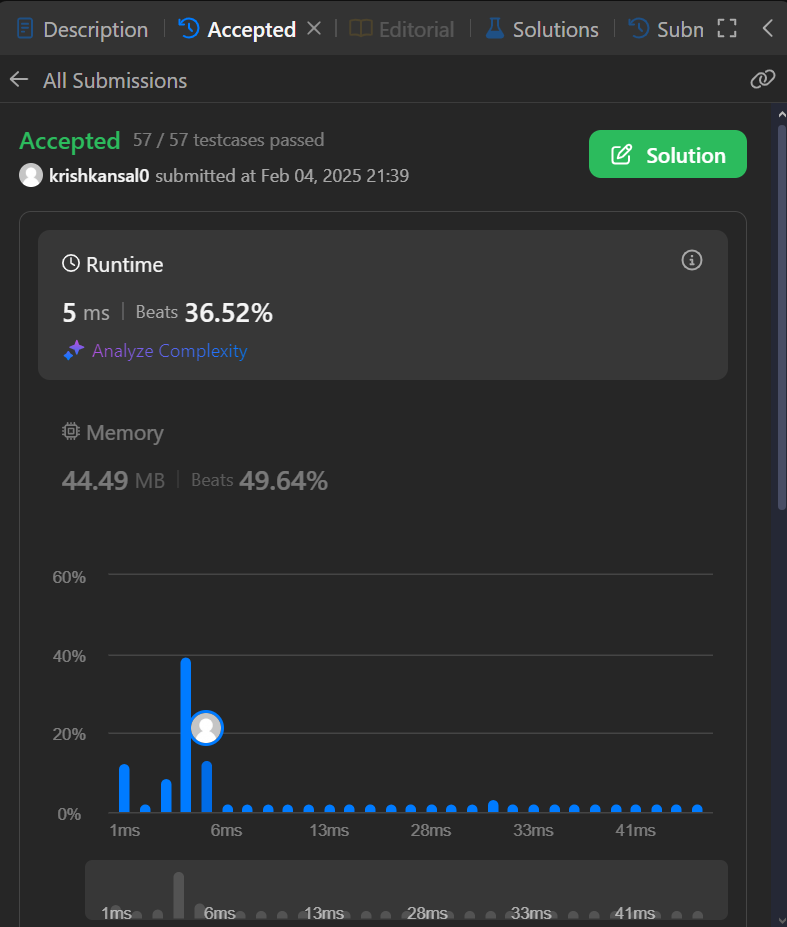 Description Accepted Editorial Solutions Subn
All Submissions
Accepted 57 / 57 testcases passed
Solution
krishkansal0 submitted at Feb 04, 2025 21:39
Runtime
5 ms Beats 36.52%
Analyze Complexity
Memory
44.49 MB Beats 49.64%
60%
40%
20%
0%
1ms 6ms 13ms 28ms 33ms 41ms
1ms 6ms 13ms 28ms 33ms 41ms